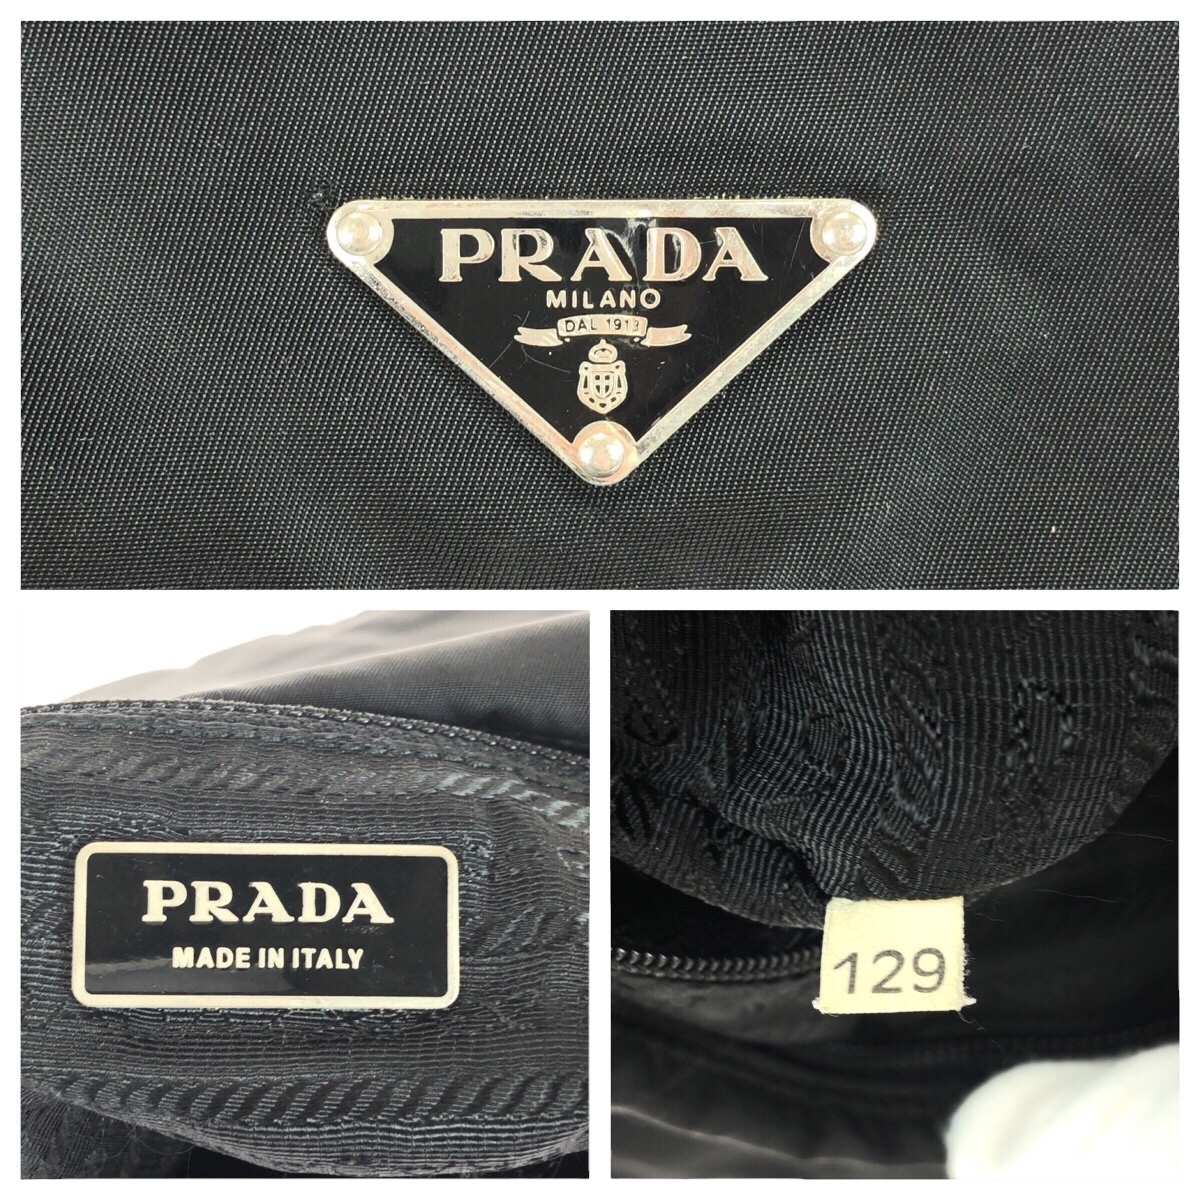 PRADA
MILANO
DAL 1913
PRADA
MADE IN ITALY
129